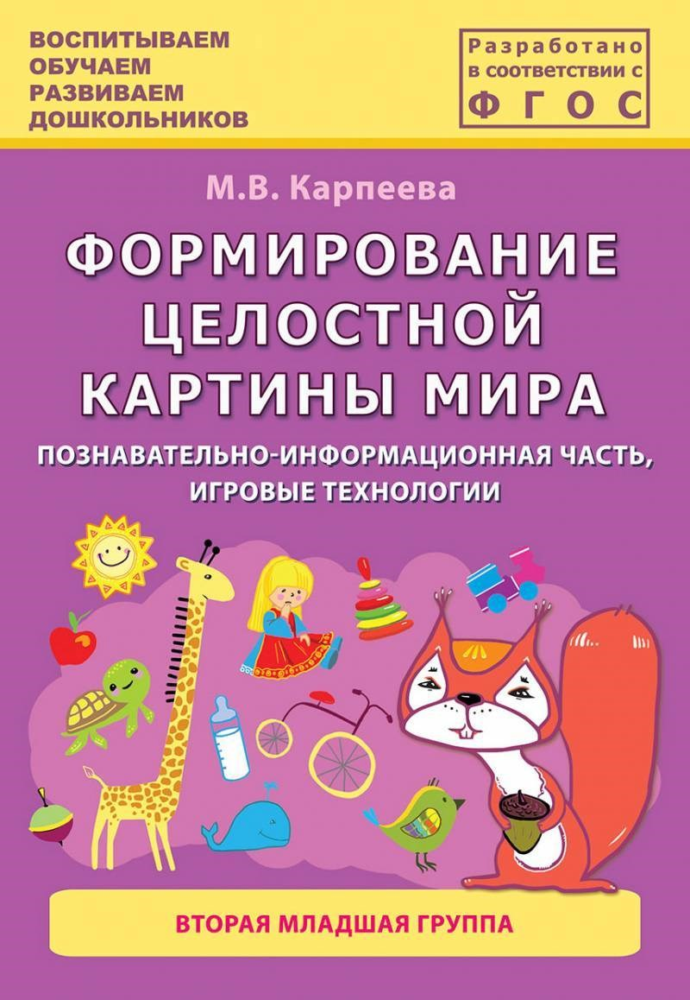 ВОСПИТЫВАЕМ
ОБУЧАЕМ
РАЗВИВАЕМ
ДОШКОЛЬНИКОВ
Разработано
в соответствии с
ФГОС
М.В. Карпеева
ФОРМИРОВАНИЕ
ЦЕЛОСТНОЙ
КАРТИНЫ МИРА
ПОЗНАВАТЕЛЬНО-ИНФОРМАЦИОННАЯ ЧАСТЬ,
ИГРОВЫЕ ТЕХНОЛОГИИ
ВТОРАЯ МЛАДШАЯ ГРУППА